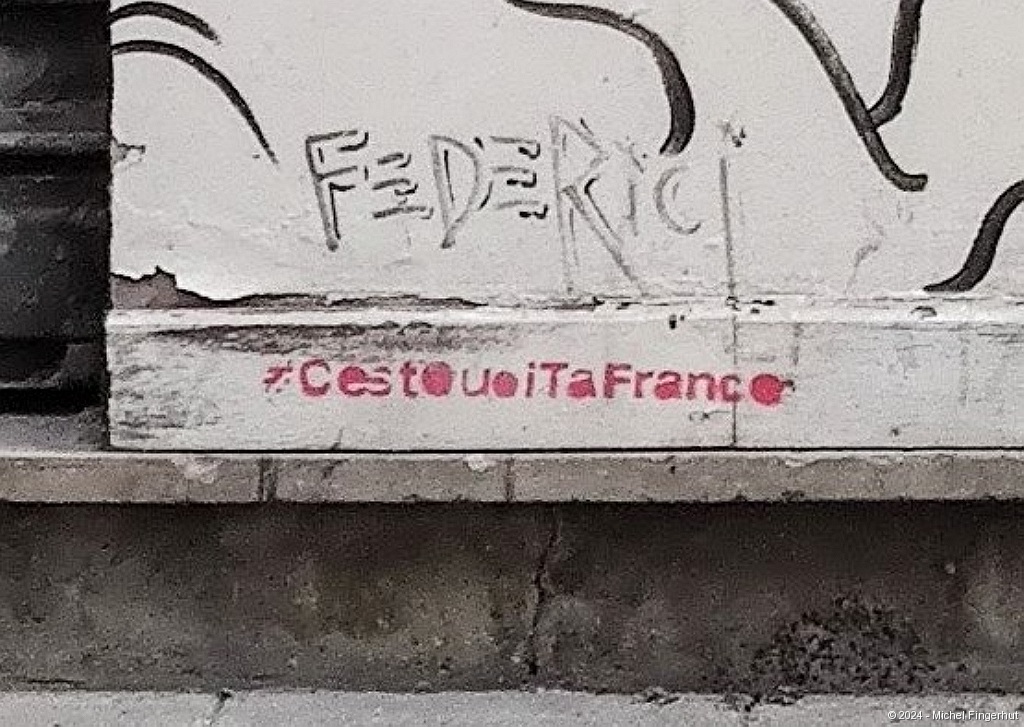 FEDERICI
#CestQuoiTaFrance
© 2024 - Michel Fingerhut